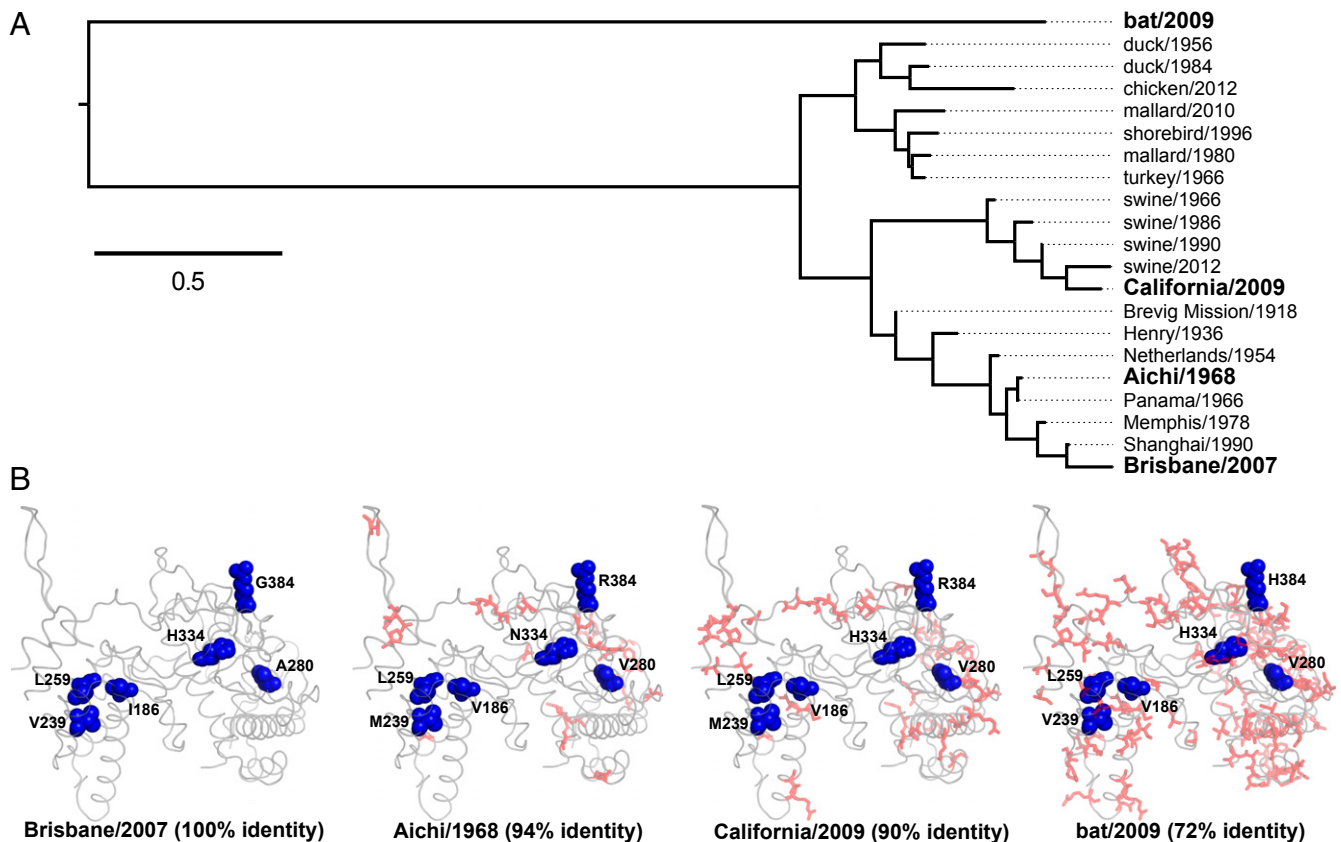 A
bat/2009
duck/1956
duck/1984
chicken/2012
mallard/2010
shorebird/1996
mallard/1980
turkey/1966
swine/1966
swine/1986
swine/1990
swine/2012
California/2009
Brevig Mission/1918
Henry/1936
Netherlands/1954
Aichi/1968
Panama/1966
Memphis/1978
Shanghai/1990
Brisbane/2007
0.5
B
G384
H334
A280
L259
I186
V239
Brisbane/2007 (100% identity)
R384
N334
V280
L259
V186
M239
Aichi/1968 (94% identity)
R384
H334
V280
L259
V186
M239
California/2009 (90% identity)
H384
H334
V280
L259
V186
V239
bat/2009 (72% identity)